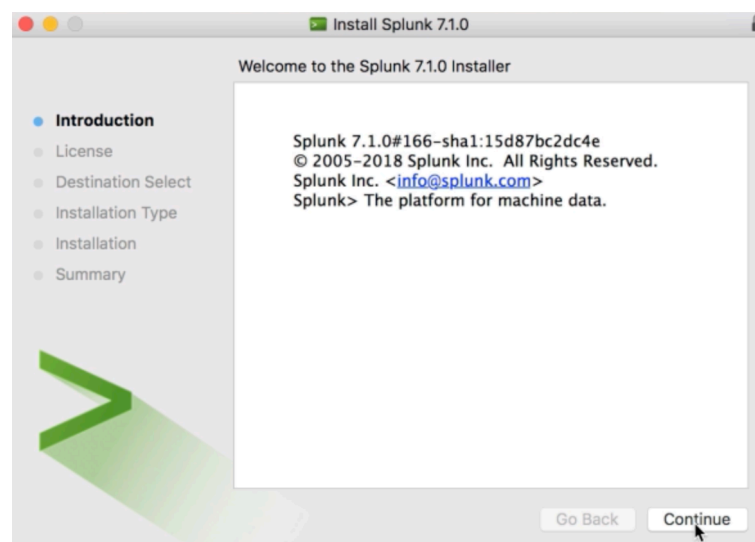 Install Splunk 7.1.0
Welcome to the Splunk 7.1.0 Installer
Introduction
License
Destination Select
Installation Type
Installation
Summary
Splunk 7.1.0#166-sha1:15d87bc2dc4e
© 2005-2018 Splunk Inc. All Rights Reserved.
Splunk Inc. <info@splunk.com>
Splunk> The platform for machine data.
Go Back
Continue